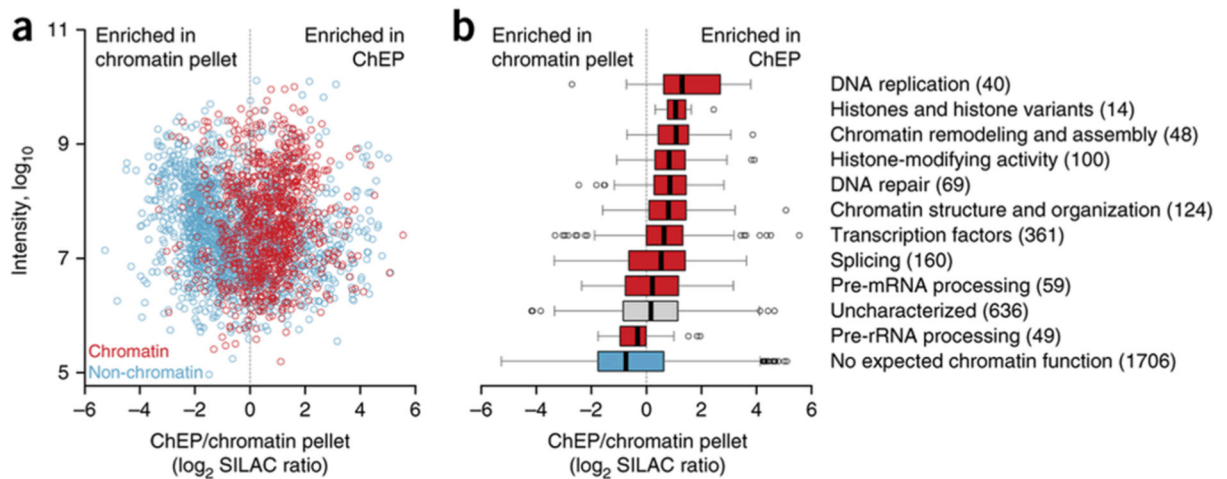 a
11
9
7
5
Intensity, log10
Enriched in
chromatin pellet
Enriched in
ChEP
Chromatin
Non-chromatin
−6 −4 −2 0 2 4 6
ChEP/chromatin pellet
(log2 SILAC ratio)
b
Enriched in
chromatin pellet
Enriched in
ChEP
DNA replication (40)
Histones and histone variants (14)
Chromatin remodeling and assembly (48)
Histone-modifying activity (100)
DNA repair (69)
Chromatin structure and organization (124)
Transcription factors (361)
Splicing (160)
Pre-mRNA processing (59)
Uncharacterized (636)
Pre-rRNA processing (49)
No expected chromatin function (1706)
−6 −4 −2 0 2 4 6
ChEP/chromatin pellet
(log2 SILAC ratio)